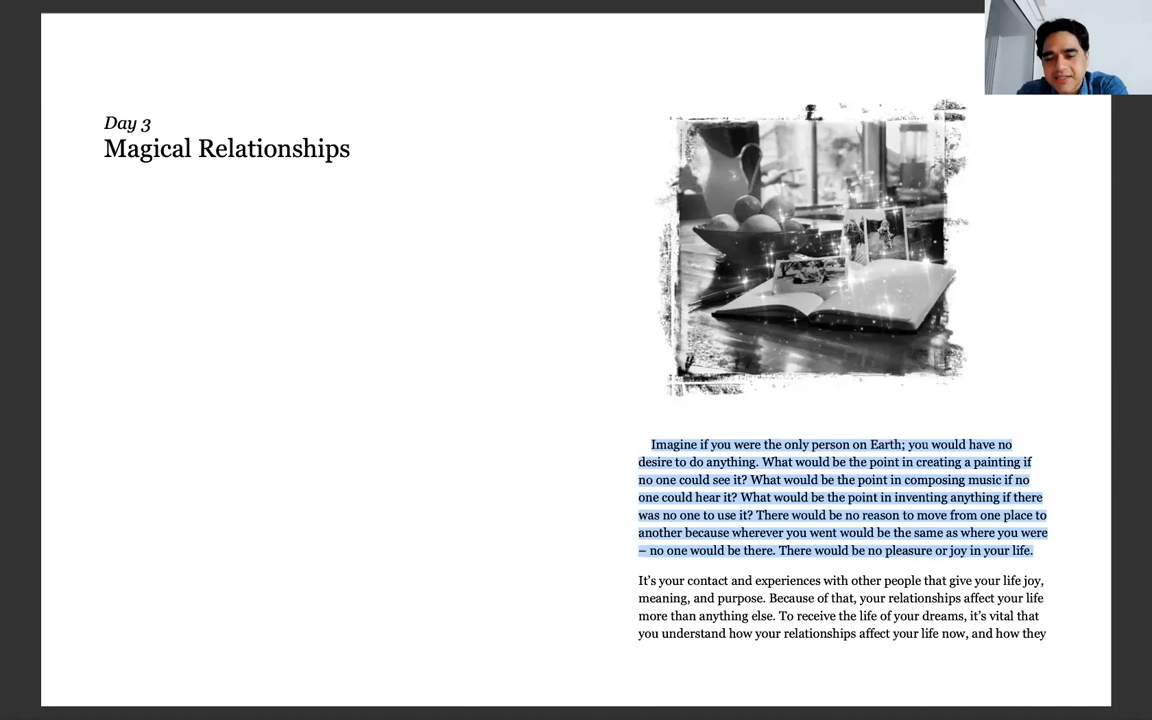 Day 3
Magical Relationships
Imagine if you were the only person on Earth; you would have no
desire to do anything. What would be the point in creating a painting if
no one could see it? What would be the point in composing music if no
one could hear it? What would be the point in inventing anything if there
was no one to use it? There would be no reason to move from one place to
another because wherever you went would be the same as where you were
– no one would be there. There would be no pleasure or joy in your life.
It's your contact and experiences with other people that give your life joy,
meaning, and purpose. Because of that, your relationships affect your life
more than anything else. To receive the life of your dreams, it's vital that
you understand how your relationships affect your life now, and how they